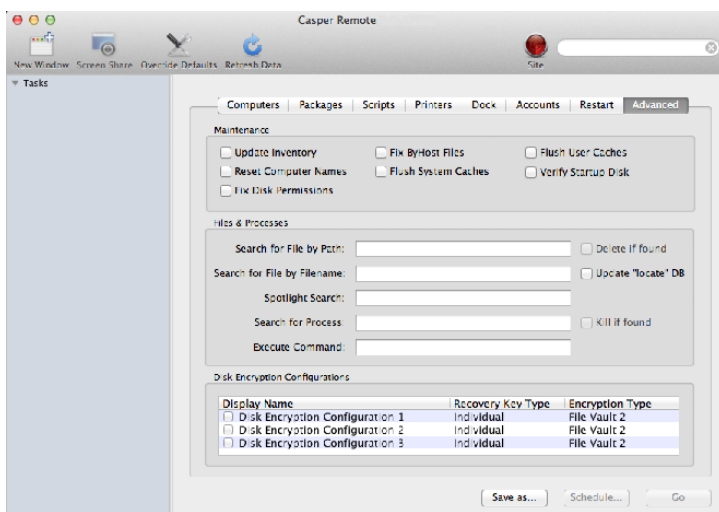 Casper Remote
New Window Screen Share Override Defaults Refresh Data Site
Tasks
Computers Packages Scripts Printers Dock Accounts Restart Advanced
Maintenance
Update Inventory Fix ByHost Files Flush User Caches
Reset Computer Names Flush System Caches Verify Startup Disk
Fix Disk Permissions
Files & Processes
Search for File by Path: Delete if found
Search for File by Filename: Update "locate" DB
Spotlight Search:
Search for Process: Kill if found
Execute Command:
Disk Encryption Configurations
Display Name Recovery Key Type Encryption Type
Disk Encryption Configuration 1 Individual File Vault 2
Disk Encryption Configuration 2 Individual File Vault 2
Disk Encryption Configuration 3 Individual File Vault 2
Save as... Schedule... Go